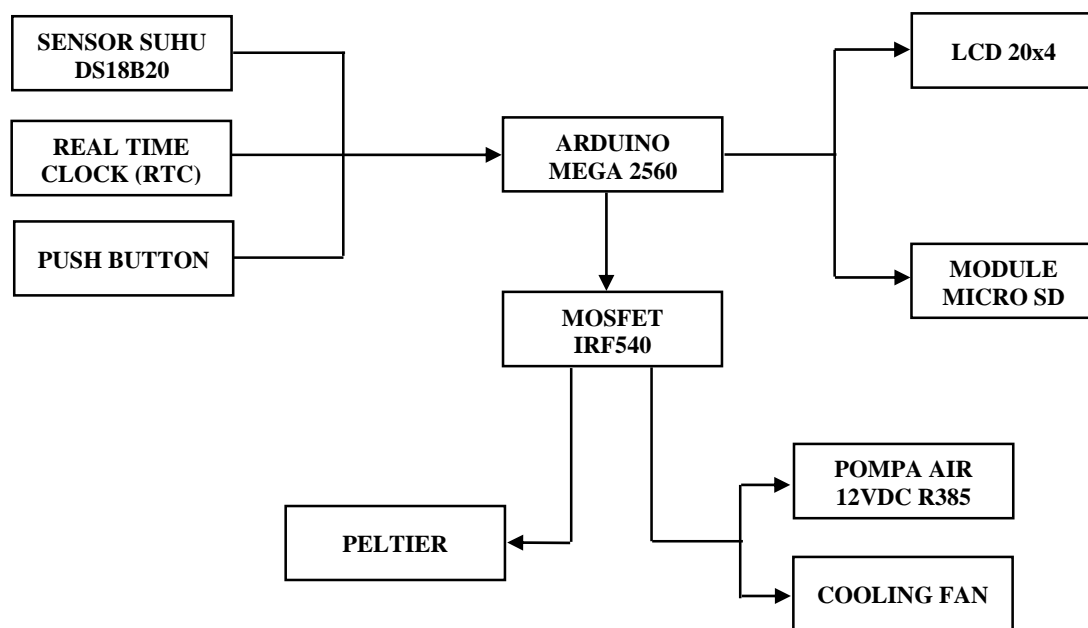 SENSOR SUHU
DS18B20
LCD 20x4
REAL TIME
CLOCK (RTC)
ARDUINO
MEGA 2560
PUSH BUTTON
MODULE
MICRO SD
MOSFET
IRF540
POMPA AIR
12VDC R385
PELTIER
COOLING FAN